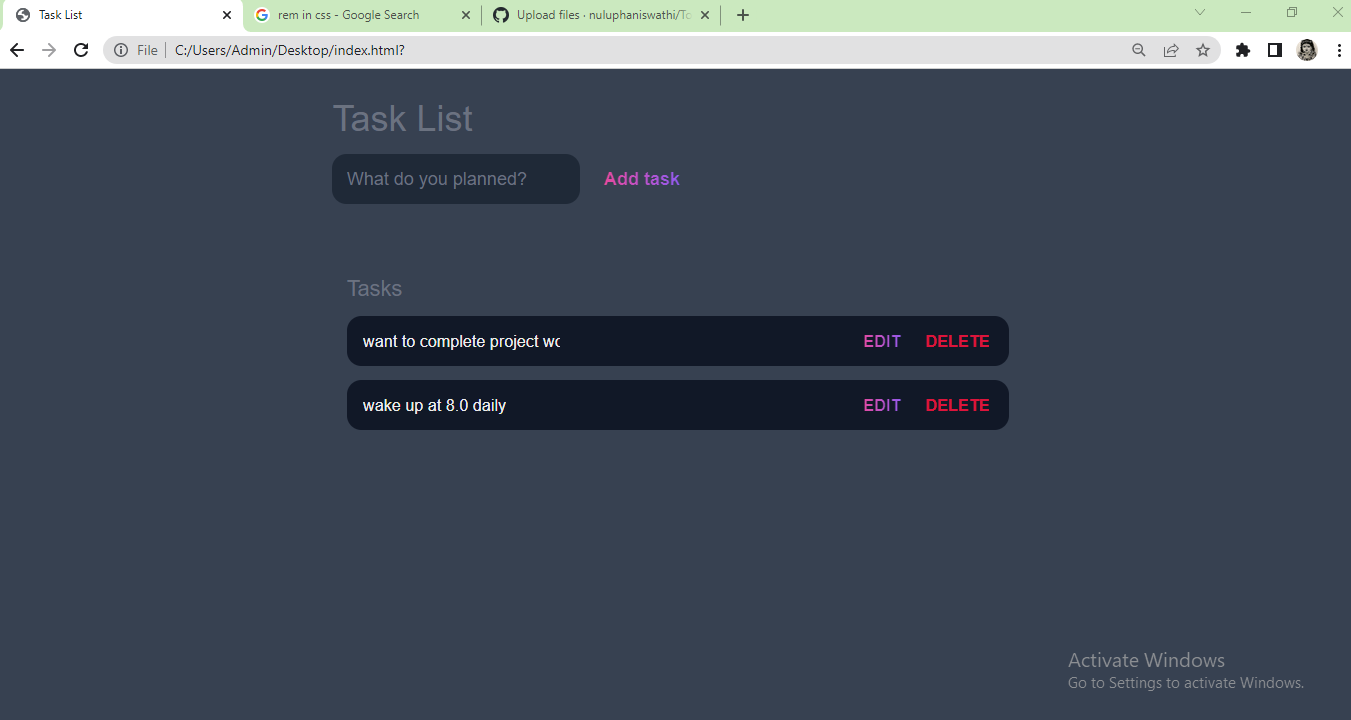 Task List
rem in css - Google Search
Upload files · nuluphaniswathi/To
File
C:/Users/Admin/Desktop/index.html?
Task List
What do you planned?
Add task
Tasks
want to complete project wo
EDIT DELETE
wake up at 8.0 daily
EDIT DELETE
Activate Windows
Go to Settings to activate Windows.